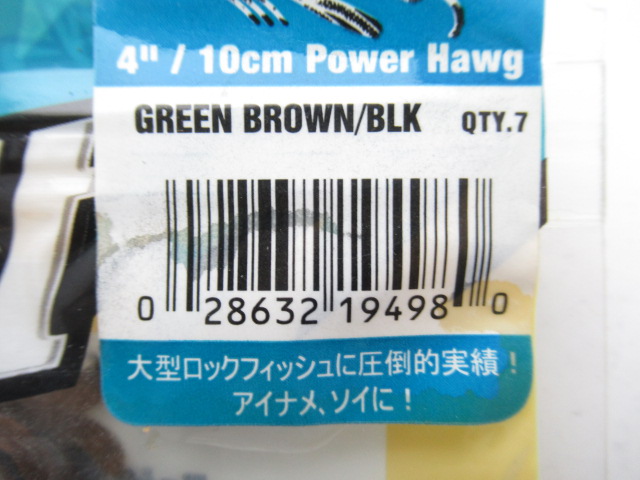 4" / 10cm Power Hawg
GREEN BROWN/BLK QTY.7
0 28632 19498 0
大型ロックフィッシュに圧倒的実績！
アイナメ、ソイに！